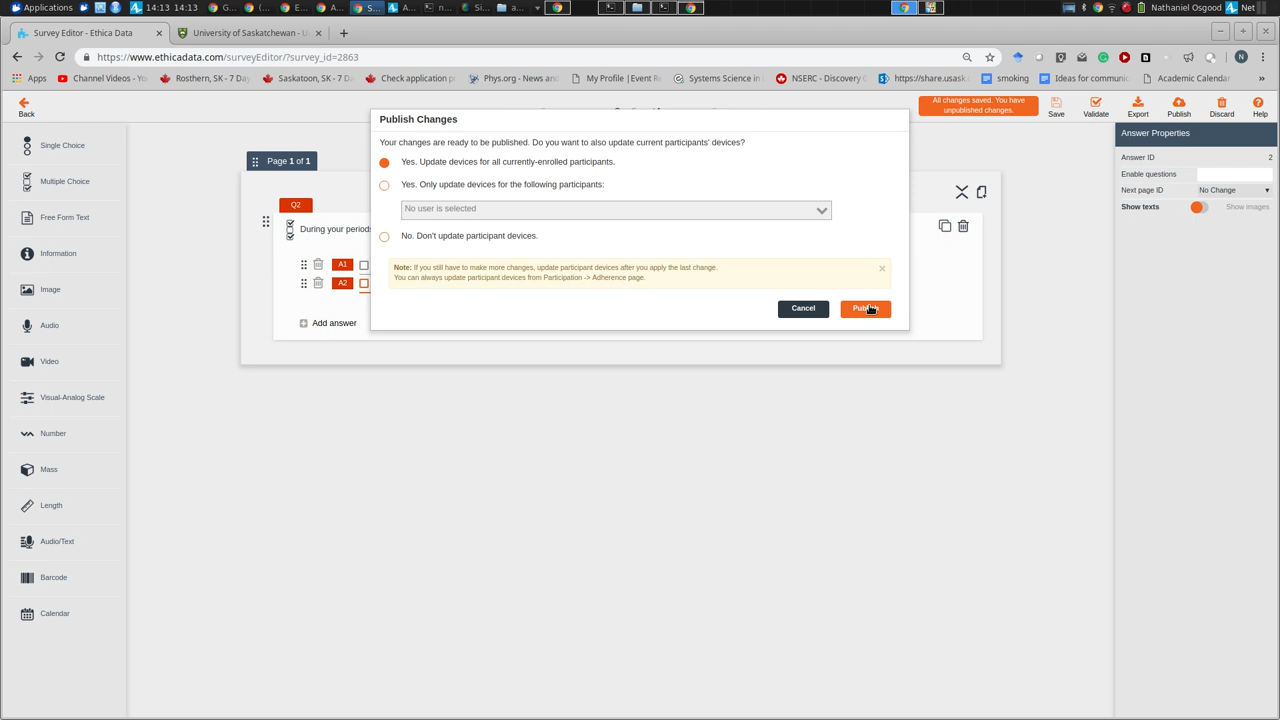 Applications
14:13
14:13
G...
(...
E...
A...
S...
A...
n...
Si...
a...
Nathaniel Osgood
Net
Survey Editor - Ethica Data
University of Saskatchewan - U
https://www.ethicadata.com/surveyEditor/?survey_id=2863
Apps
Channel Videos - Yo
Rosthern, SK - 7 Day
Saskatoon, SK - 7 D
Check application p
Phys.org - News and
My Profile | Event R
Systems Science in
NSERC - Discovery G
https://share.usask
smoking
Ideas for communic
Academic Calendar
»
Back
All changes saved. You have
unpublished changes.
Save
Validate
Export
Publish
Discard
Help
Single Choice
Multiple Choice
Free Form Text
Information
Image
Audio
Video
Visual-Analog Scale
Number
Mass
Length
Audio/Text
Barcode
Calendar
Page 1 of 1
Q2
During your periods
A1
A2
Add answer
Publish Changes
Your changes are ready to be published. Do you want to also update current participants' devices?
Yes. Update devices for all currently-enrolled participants.
Yes. Only update devices for the following participants:
No user is selected
No. Don't update participant devices.
Note: If you still have to make more changes, update participant devices after you apply the last change.
You can always update participant devices from Participation -> Adherence page.
Cancel
Publish
Answer Properties
Answer ID 2
Enable questions
Next page ID No Change
Show texts Show images